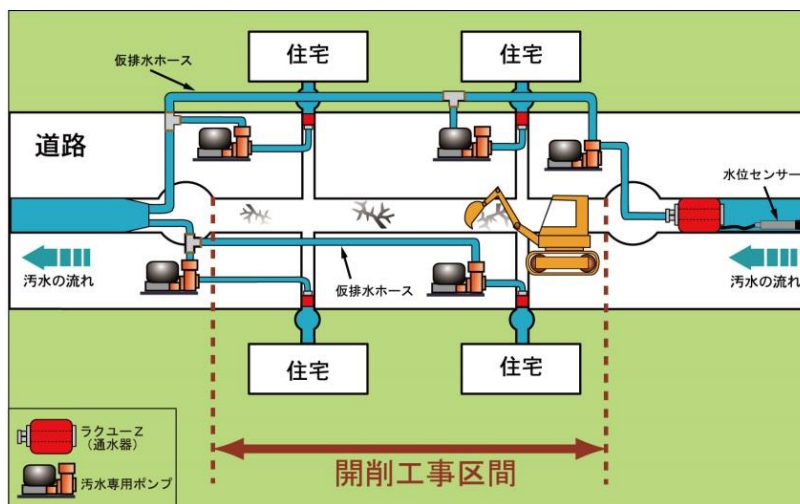 住宅
住宅
仮排水ホース
道路
水位センサー
汚水の流れ
仮排水ホース
汚水の流れ
住宅
住宅
ラクユーZ
(通水器)
汚水専用ポンプ
開削工事区間